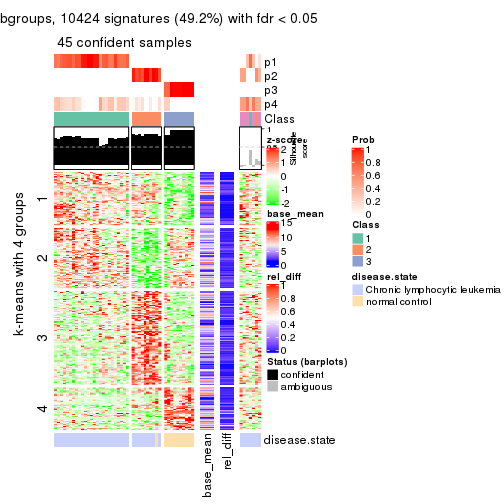 bgroups, 10424 signatures (49.2%) with fdr < 0.05
45 confident samples
p1
p2
p3
p4
Class
1
Silhouette
score
k-means with 4 groups
1
2
3
4
z-score
2
1
0
-1
-2
base_mean
15
10
5
0
rel_diff
1
0.8
0.6
0.4
0.2
0
Status (barplots)
confident
ambiguous
Prob
1
0.8
0.6
0.4
0.2
0
Class
1
2
3
disease.state
Chronic lymphocytic leukemia
normal control
disease.state
base_mean
rel_diff